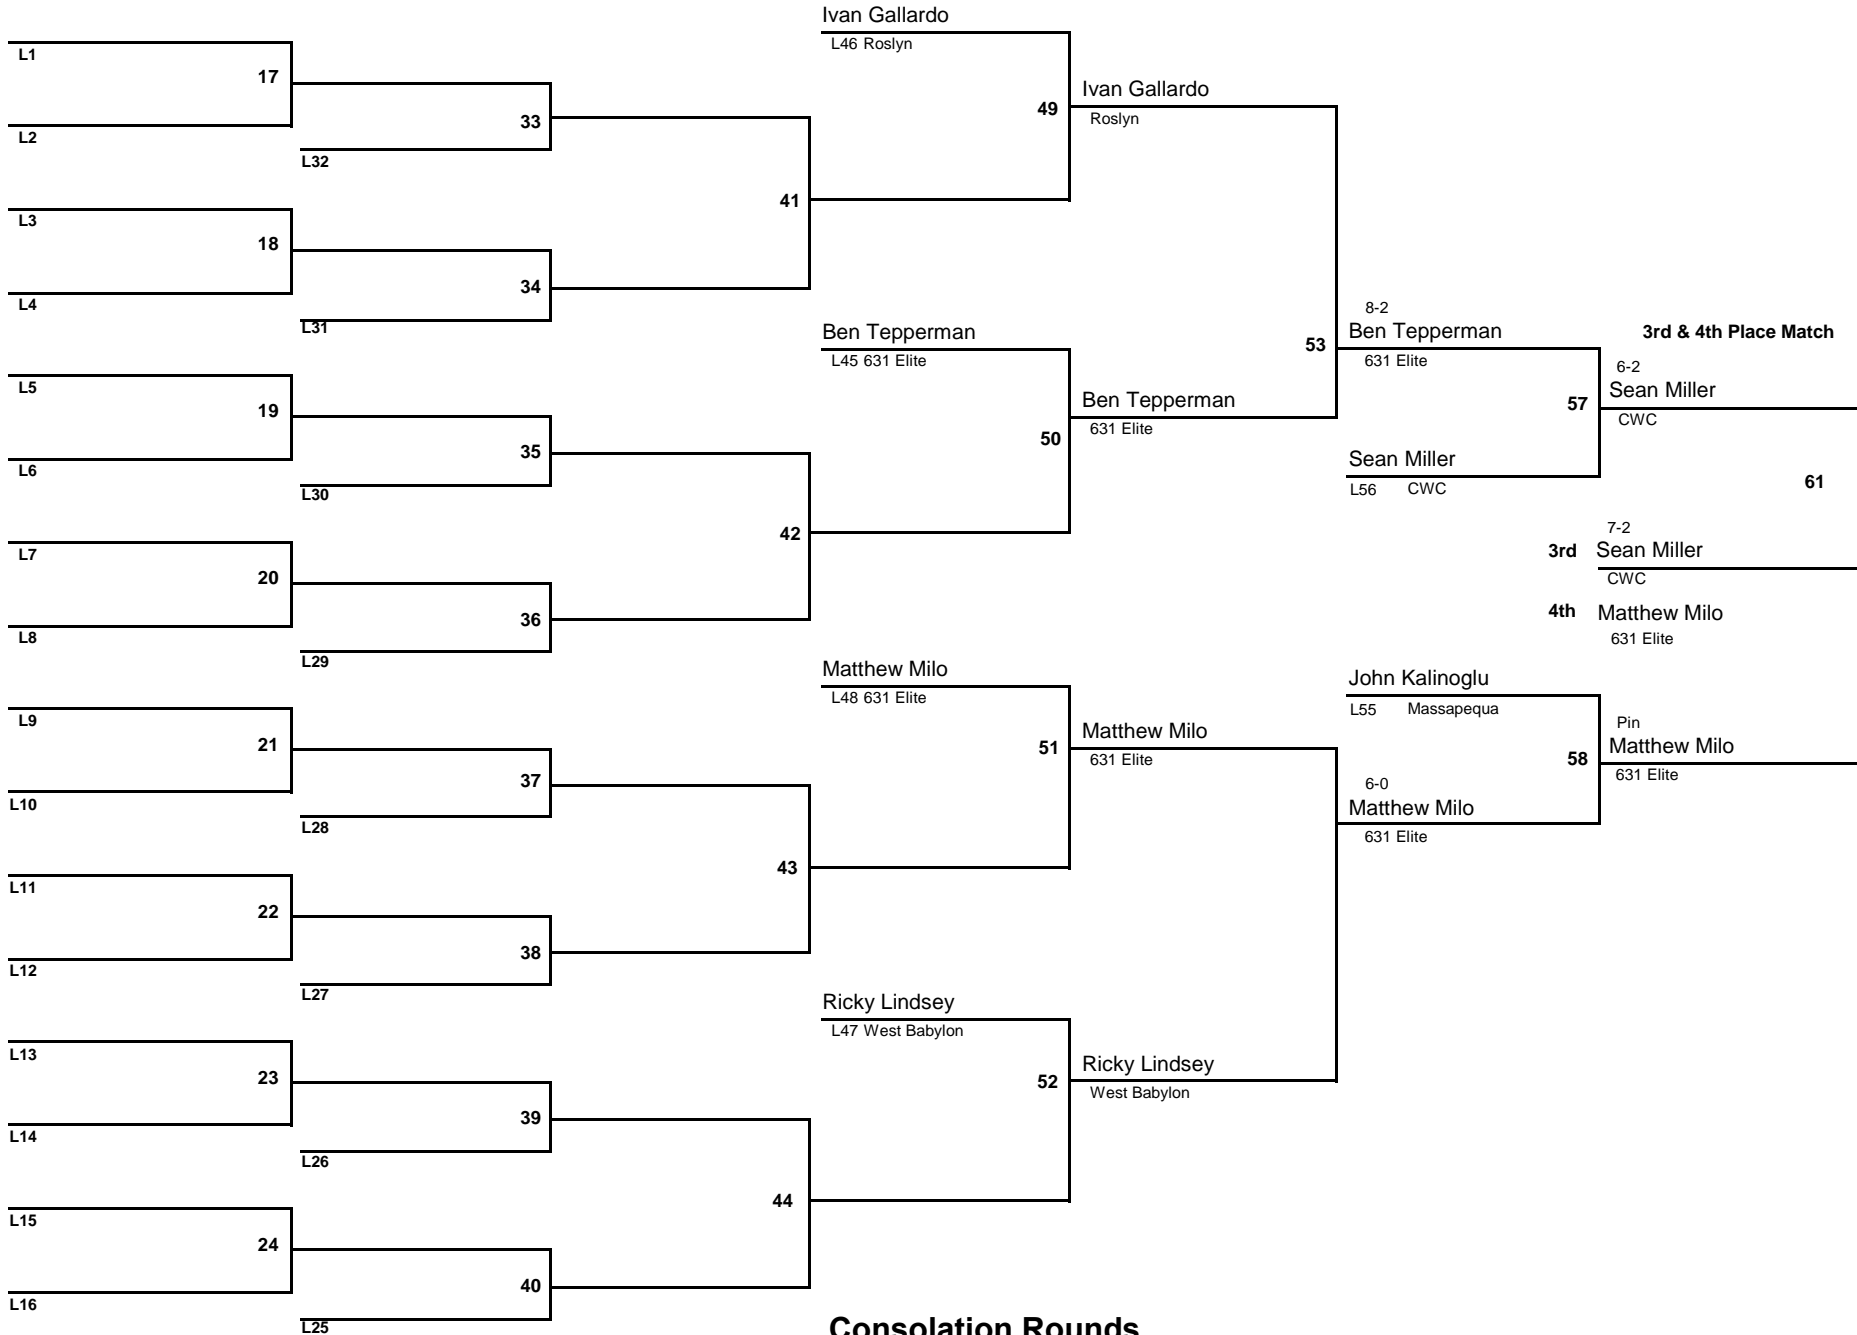 L1
17
L2
33
L32
L3
18
L4
34
L31
41
L5
19
L6
35
L30
L7
20
L8
36
L29
42
L9
21
L10
37
L28
L11
22
L12
38
L27
43
L13
23
L14
39
L26
L15
24
L16
40
L25
44
Ivan Gallardo
L46 Roslyn
49
Ben Tepperman
L45 631 Elite
50
Matthew Milo
L48 631 Elite
51
Ricky Lindsey
L47 West Babylon
52
Ivan Gallardo
Roslyn
53
Ben Tepperman
631 Elite
Matthew Milo
631 Elite
Ricky Lindsey
West Babylon
8-2
Ben Tepperman
631 Elite
57
Sean Miller
L56 CWC
John Kalinoglu
L55 Massapequa
58
6-0
Matthew Milo
631 Elite
3rd & 4th Place Match
6-2
Sean Miller
CWC
61
7-2
3rd Sean Miller
CWC
4th Matthew Milo
631 Elite
Pin
Matthew Milo
631 Elite
Consolation Rounds